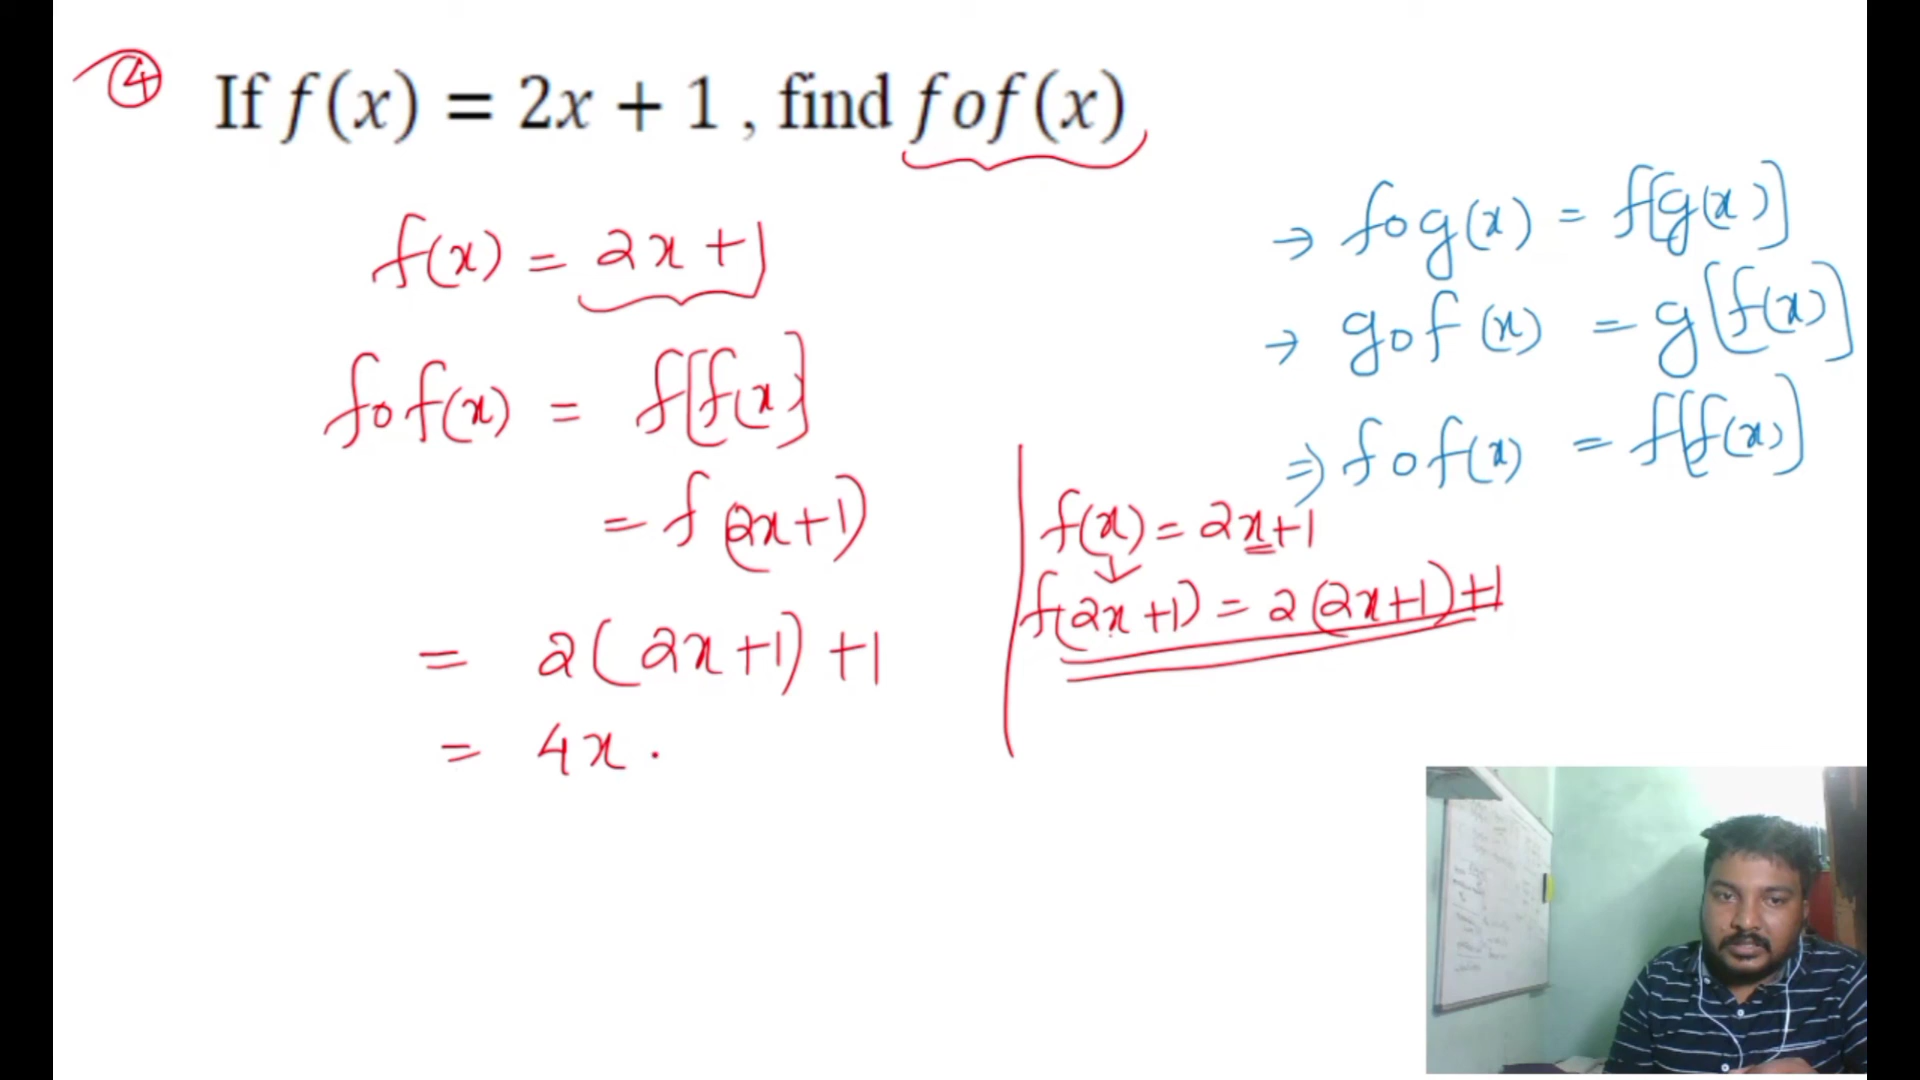 ④ If f(x) = 2x + 1 , find fof(x)
f(x) = 2x +1
fof(x) = f[f(x]
= f(2x+1)
= 2(2x+1) +1
= 4x .
→ fog(x) = f[g(x)]
→ gof(x) = g[f(x)]
⇒ fof(x) = f[f(x)]
f(x) = 2x+1
↓
f(2x+1) = 2(2x+1)+1